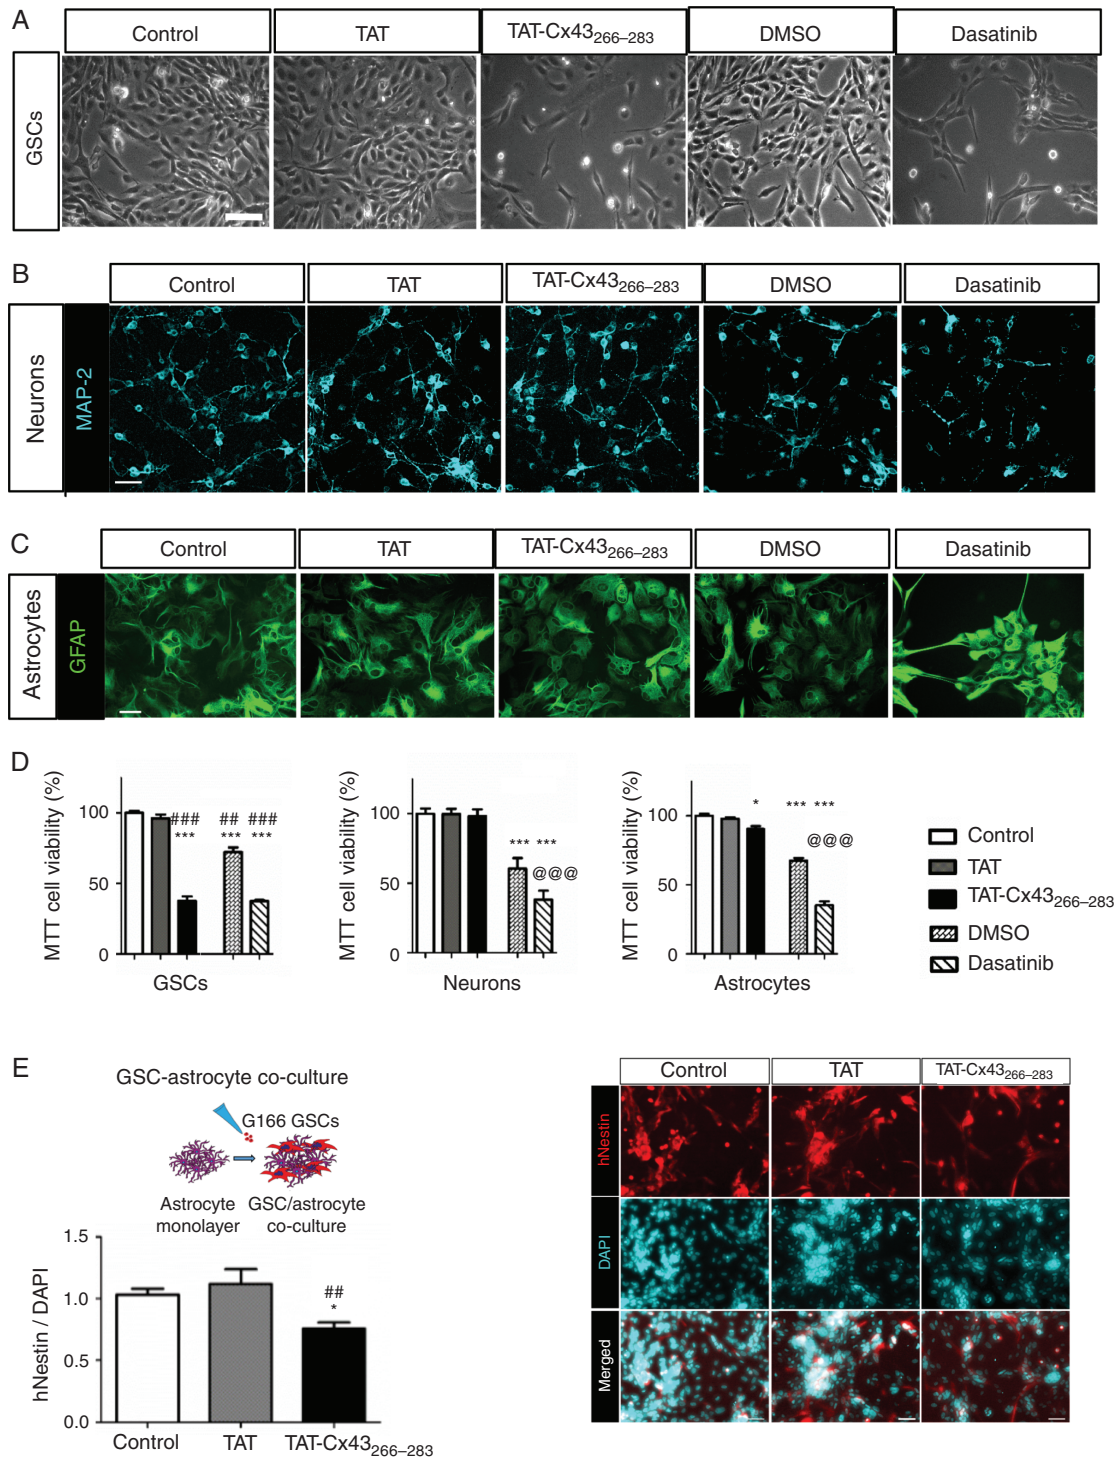 A
Control
TAT
TAT-Cx43266–283
DMSO
Dasatinib
GSCs
B
Control
TAT
TAT-Cx43266–283
DMSO
Dasatinib
Neurons
MAP-2
C
Control
TAT
TAT-Cx43266–283
DMSO
Dasatinib
Astrocytes
GFAP
D
MTT cell viability (%)
100
50
0
###
***
##
***
###
***
GSCs
MTT cell viability (%)
100
50
0
*** ***
@@@
Neurons
MTT cell viability (%)
100
50
0
* *** ***
@@@
Astrocytes
Control
TAT
TAT-Cx43266–283
DMSO
Dasatinib
E
GSC-astrocyte co-culture
G166 GSCs
Astrocyte
monolayer
GSC/astrocyte
co-culture
hNestin / DAPI
1.5
1.0
0.5
0.0
##
*
Control
TAT
TAT-Cx43266–283
Control
TAT
TAT-Cx43266–283
hNestin
DAPI
Merged